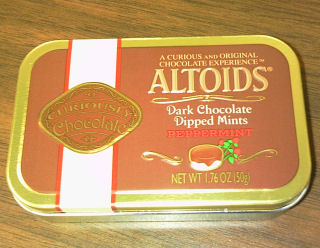 A CURIOUS AND ORIGINAL
CHOCOLATE EXPERIENCE™
ALTOIDS®
Dark Chocolate
Dipped Mints
PEPPERMINT
NET WT 1.76 OZ (50g)
CURIOUSLY
Chocolate